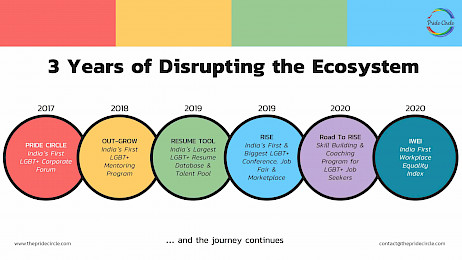 Pride Circle
3 Years of Disrupting the Ecosystem
2017
PRIDE CIRCLE
India's First
LGBT+ Corporate
Forum
2018
OUT-GROW
India's First
LGBT+
Mentoring
Program
2019
RESUME TOOL
India's Largest
LGBT+ Resume
Database &
Talent Pool
2019
RISE
India's First &
Biggest LGBT+
Conference, Job
Fair &
Marketplace
2020
Road To RISE
Skill Building &
Coaching
Program for
LGBT+ Job
Seekers
2020
IWEI
India First
Workplace
Equality
Index
www.thepridecircle.com
... and the journey continues
contact@thepridecircle.com